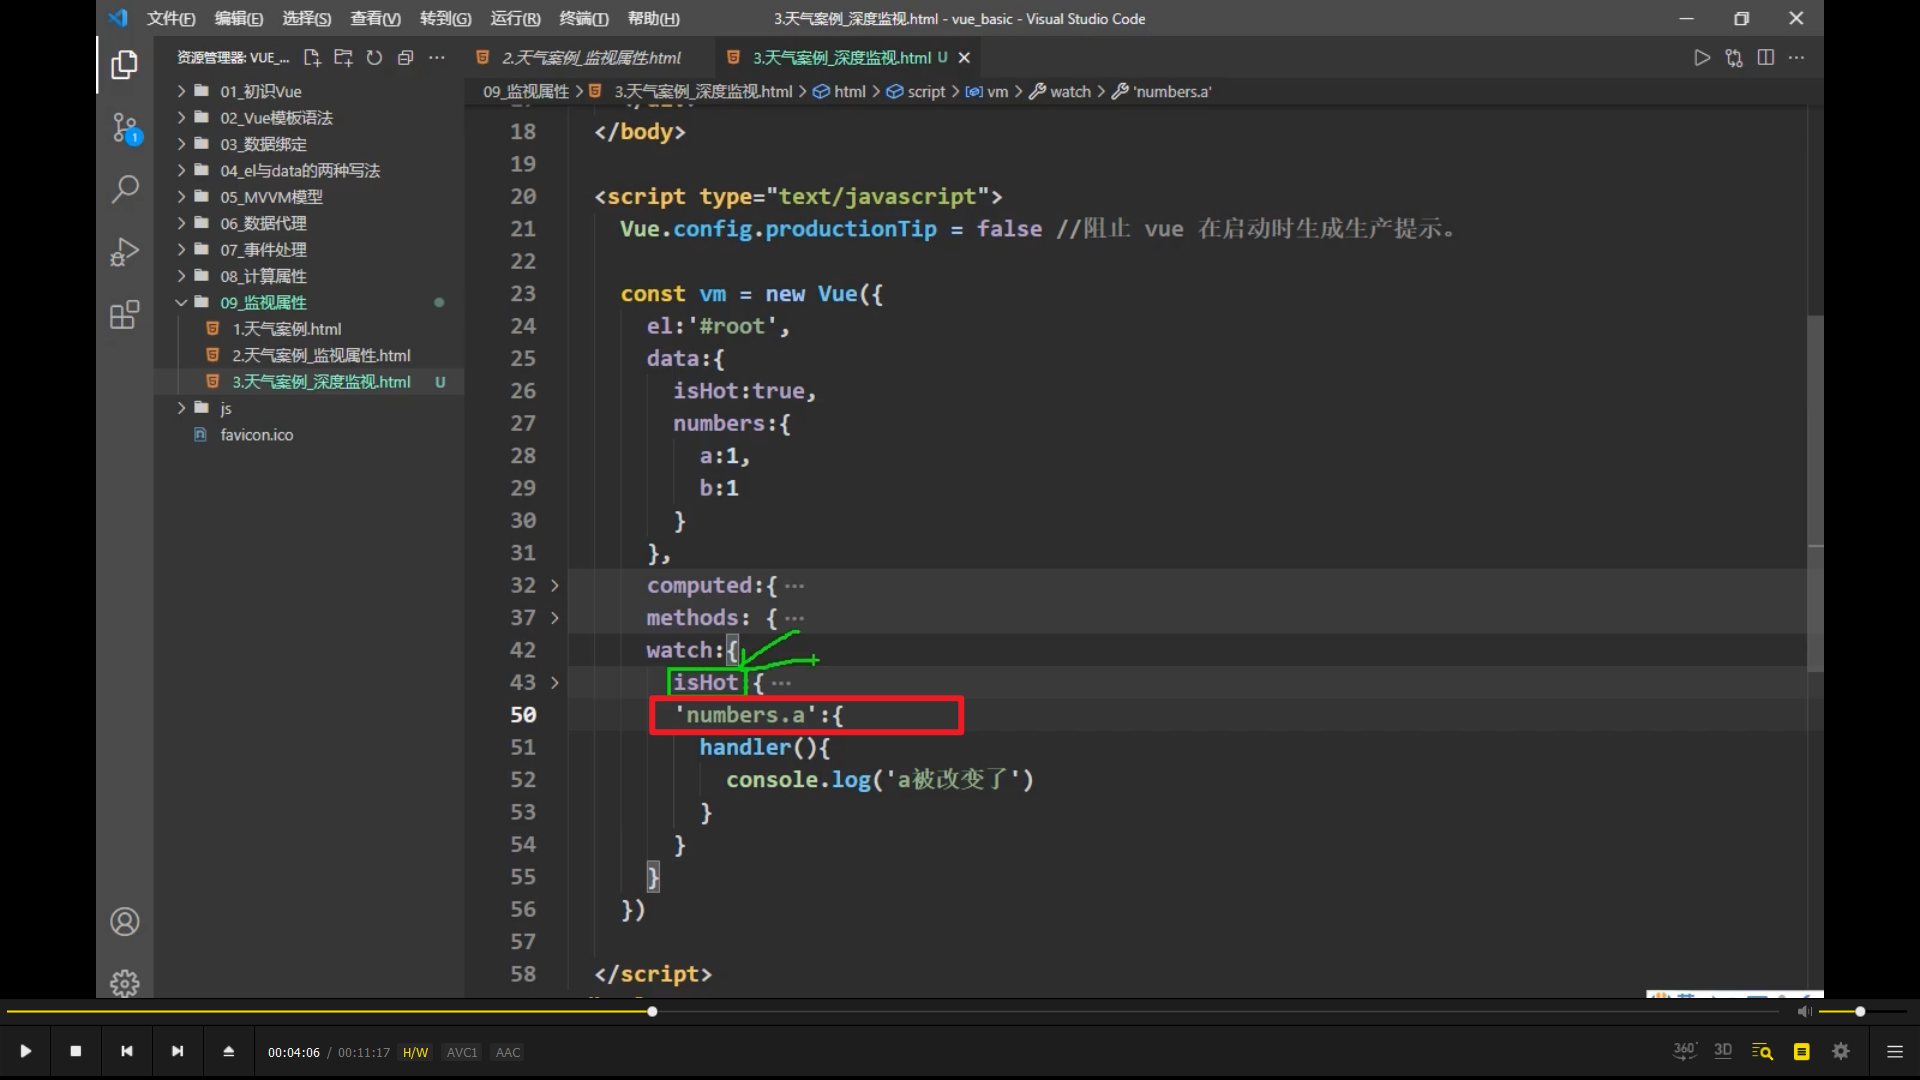 文件(F) 编辑(E) 选择(S) 查看(V) 转到(G) 运行(R) 终端(T) 帮助(H) 3.天气案例_深度监视.html - vue_basic - Visual Studio Code
资源管理器: VUE_...
2.天气案例_监视属性.html
3.天气案例_深度监视.html U
09_监视属性 > 3.天气案例_深度监视.html > html > script > vm > watch > 'numbers.a'
1
01_初识Vue
02_Vue模板语法
03_数据绑定
04_el与data的两种写法
05_MVVM模型
06_数据代理
07_事件处理
08_计算属性
09_监视属性
1.天气案例.html
2.天气案例_监视属性.html
3.天气案例_深度监视.html U
js
favicon.ico
18 </body>
19
20 <script type="text/javascript">
21 Vue.config.productionTip = false //阻止 vue 在启动时生成生产提示。
22
23 const vm = new Vue({
24 el:'#root',
25 data:{
26 isHot:true,
27 numbers:{
28 a:1,
29 b:1
30 }
31 },
32 computed:{ ...
37 methods: { ...
42 watch:{
43 isHot {
50 'numbers.a':{
51 handler(){
52 console.log('a被改变了')
53 }
54 }
55 }
56 })
57
58 </script>
00:04:06 / 00:11:17 H/W AVC1 AAC
360° 3D